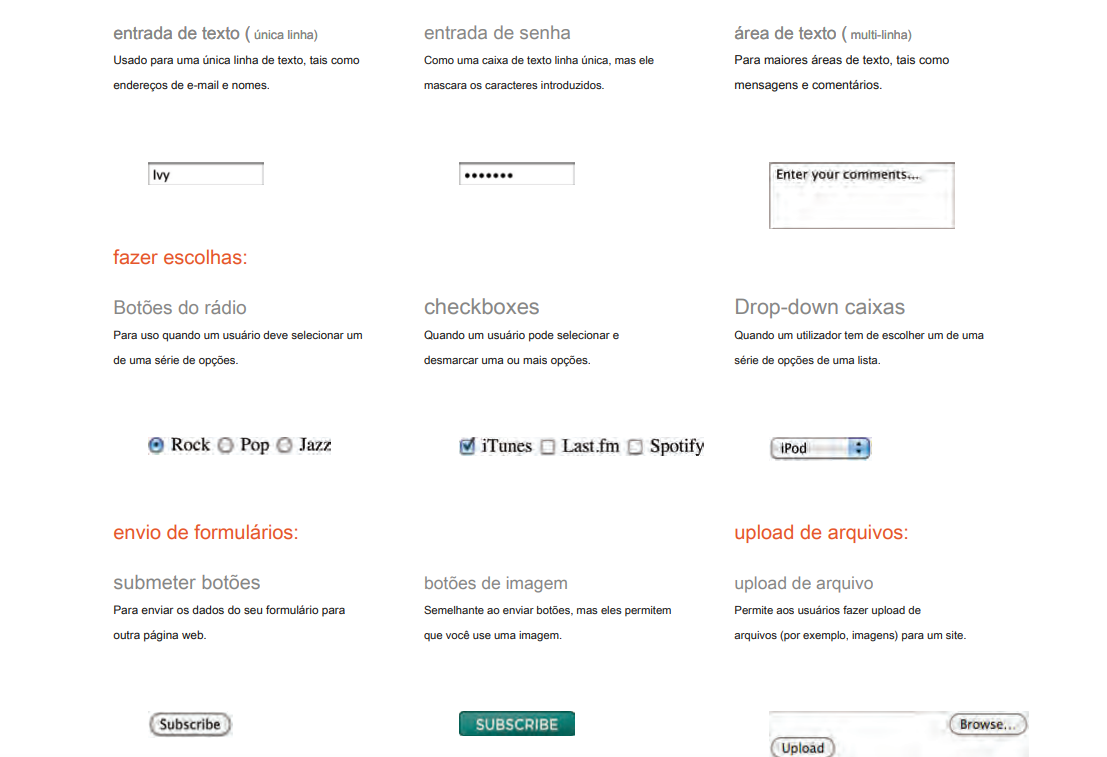 entrada de texto ( única linha)
Usado para uma única linha de texto, tais como
endereços de e-mail e nomes.
Ivy
entrada de senha
Como uma caixa de texto linha única, mas ele
mascara os caracteres introduzidos.
•••••••
área de texto ( multi-linha)
Para maiores áreas de texto, tais como
mensagens e comentários.
Enter your comments...
fazer escolhas:
Botões do rádio
Para uso quando um usuário deve selecionar um
de uma série de opções.
Rock Pop Jazz
checkboxes
Quando um usuário pode selecionar e
desmarcar uma ou mais opções.
iTunes Last.fm Spotify
Drop-down caixas
Quando um utilizador tem de escolher um de uma
série de opções de uma lista.
iPod
envio de formulários:
submeter botões
Para enviar os dados do seu formulário para
outra página web.
Subscribe
botões de imagem
Semelhante ao enviar botões, mas eles permitem
que você use uma imagem.
SUBSCRIBE
upload de arquivos:
upload de arquivo
Permite aos usuários fazer upload de
arquivos (por exemplo, imagens) para um site.
Browse...
Upload